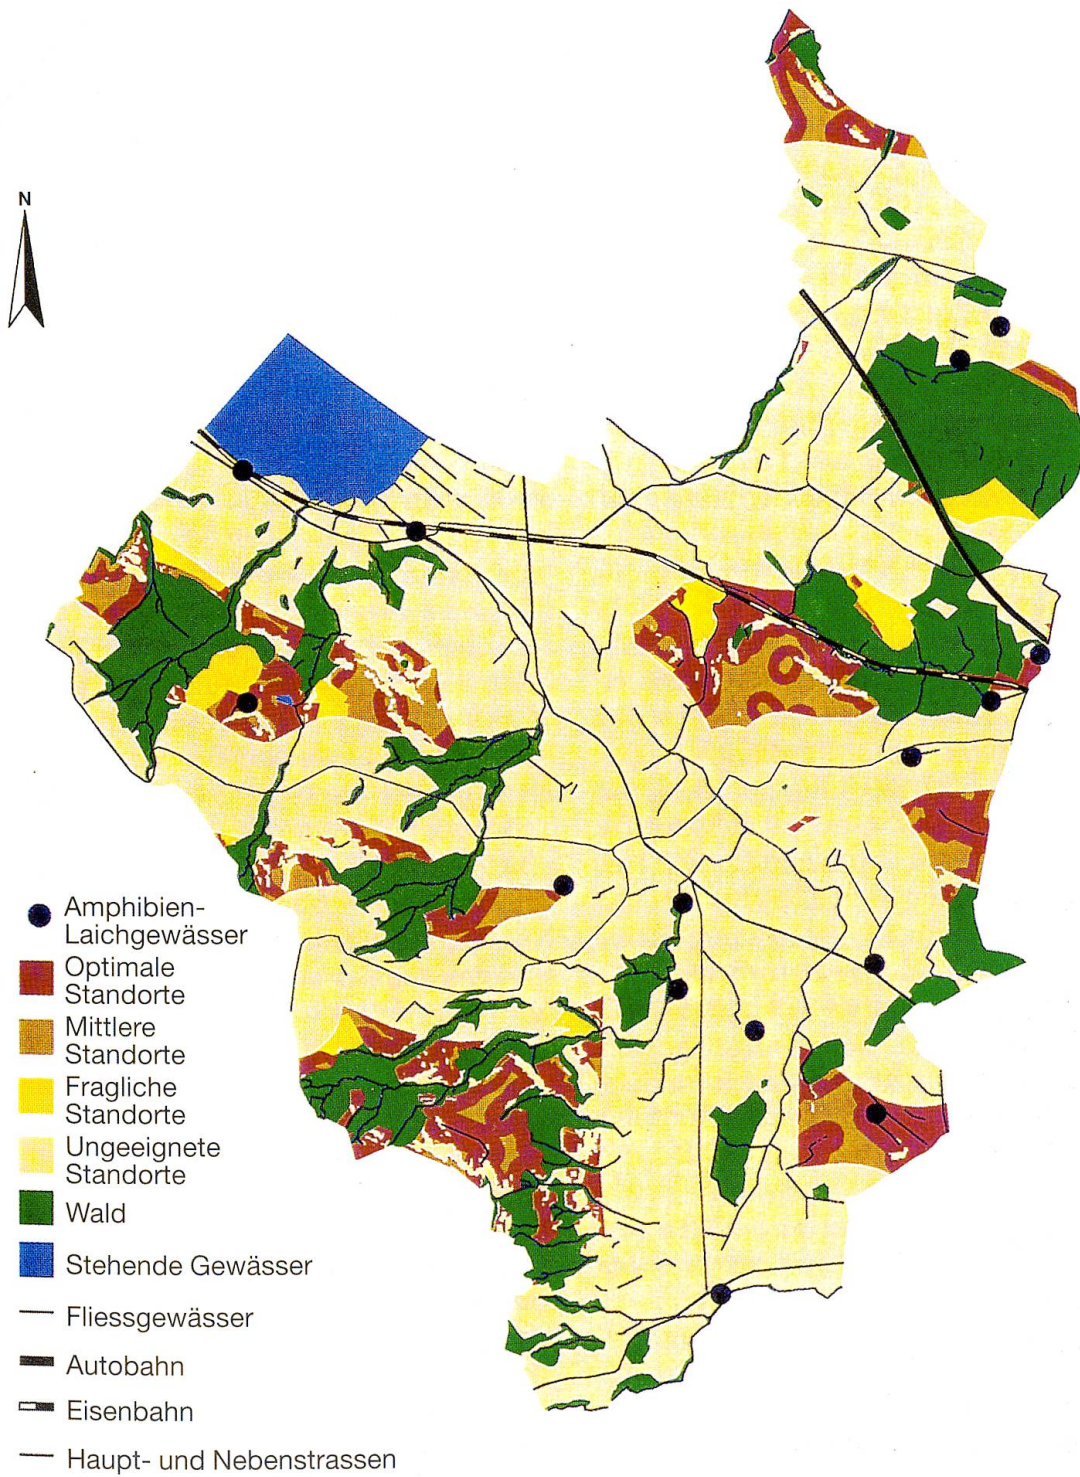 N
Amphibien-
Laichgewässer
Optimale
Standorte
Mittlere
Standorte
Fragliche
Standorte
Ungeeignete
Standorte
Wald
Stehende Gewässer
Fliessgewässer
Autobahn
Eisenbahn
Haupt- und Nebenstrassen